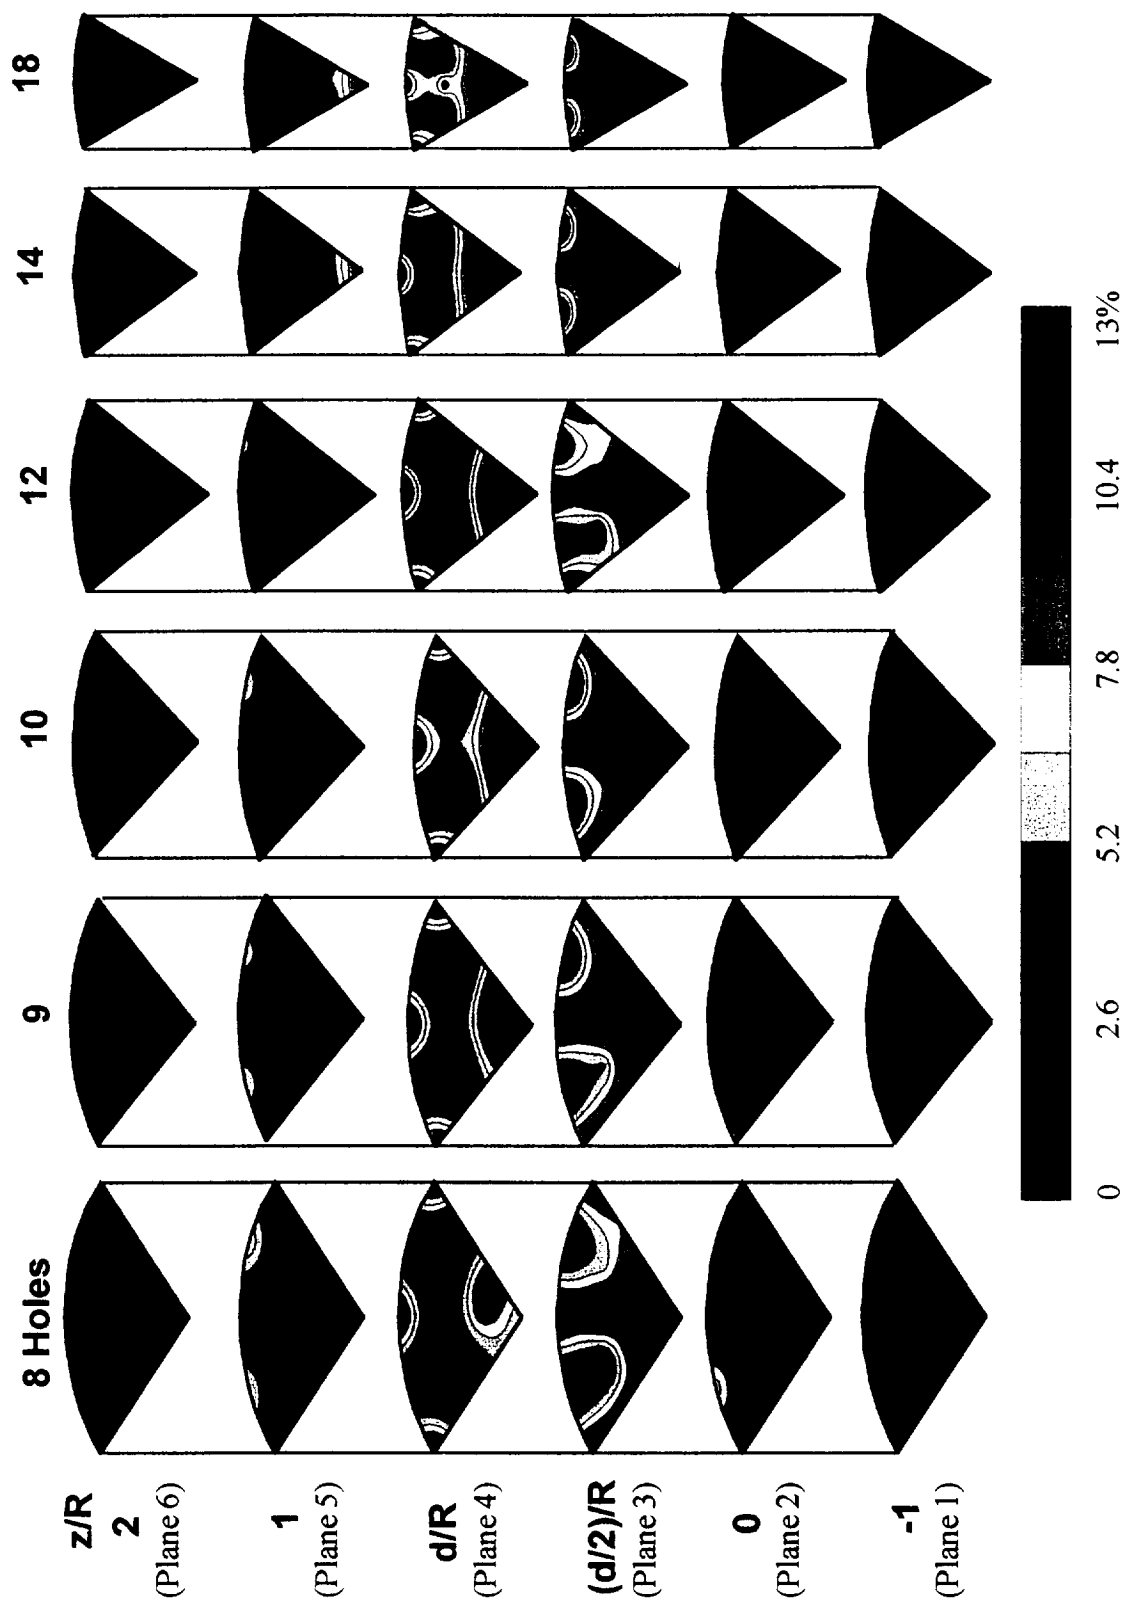 8 Holes
9
10
12
14
18
z/R
2
(Plane 6)
1
(Plane 5)
d/R
(Plane 4)
(d/2)/R
(Plane 3)
0
(Plane 2)
-1
(Plane 1)
0
2.6
5.2
7.8
10.4
13%